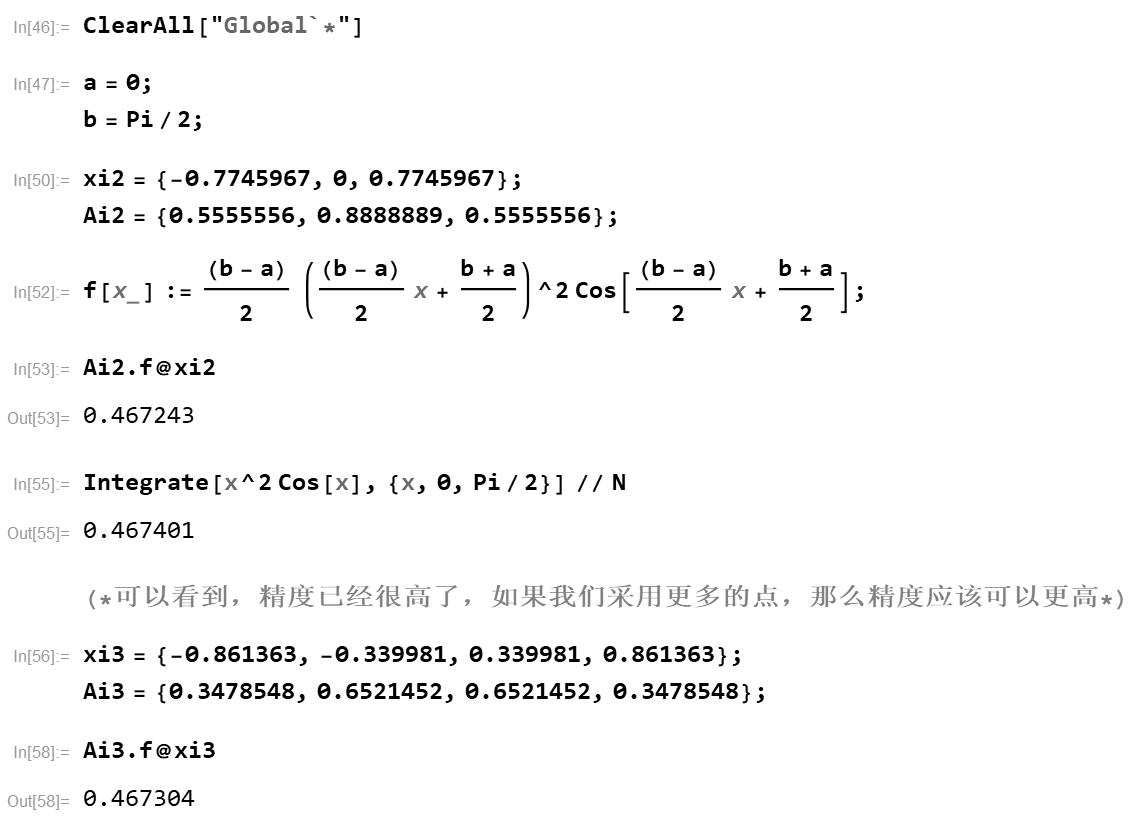 In[46]:= ClearAll["Global`*"]
In[47]:= a = 0;
b = Pi / 2;
In[50]:= xi2 = {-0.7745967, 0, 0.7745967};
Ai2 = {0.5555556, 0.8888889, 0.5555556};
In[52]:= f[x_] := (b - a)/2 ((b - a)/2 x + (b + a)/2)^2 Cos[(b - a)/2 x + (b + a)/2];
In[53]:= Ai2.f@xi2
Out[53]= 0.467243
In[55]:= Integrate[x^2 Cos[x], {x, 0, Pi / 2}] // N
Out[55]= 0.467401
(*可以看到，精度已经很高了，如果我们采用更多的点，那么精度应该可以更高*)
In[56]:= xi3 = {-0.861363, -0.339981, 0.339981, 0.861363};
Ai3 = {0.3478548, 0.6521452, 0.6521452, 0.3478548};
In[58]:= Ai3.f@xi3
Out[58]= 0.467304